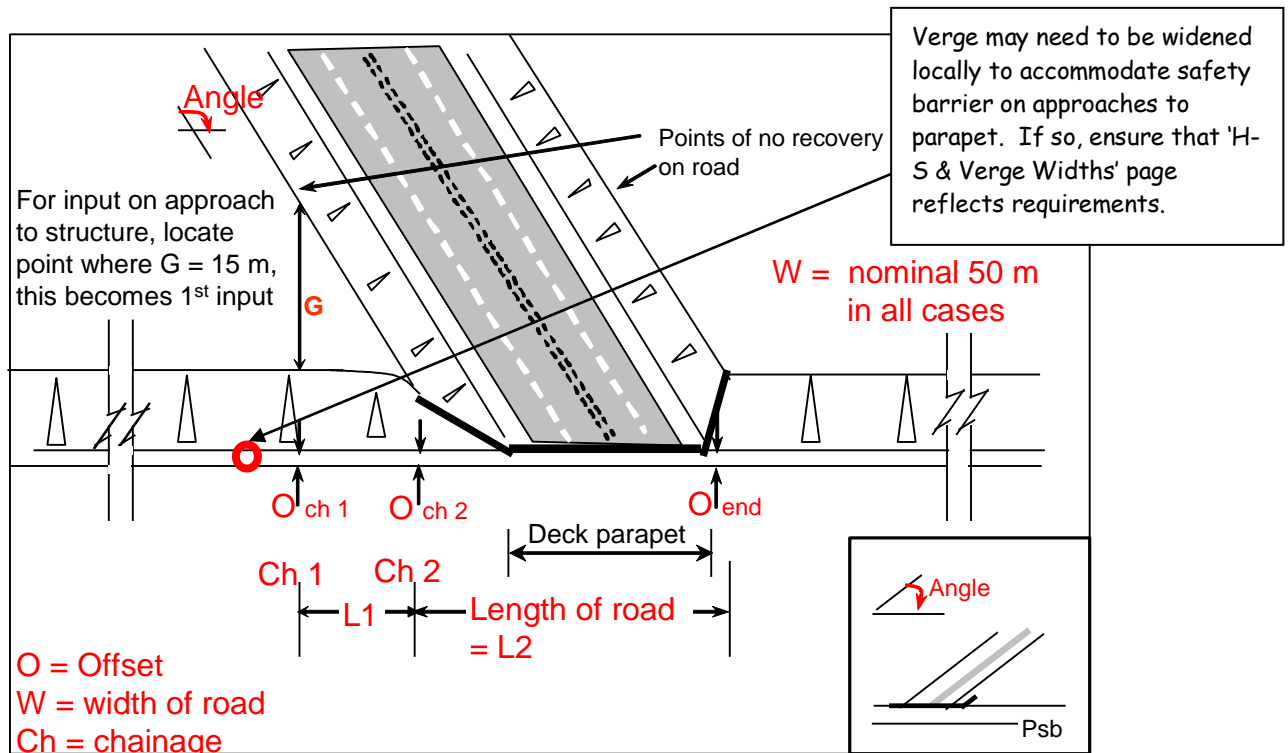 Verge may need to be widened
locally to accommodate safety
barrier on approaches to
parapet. If so, ensure that 'H-
S & Verge Widths' page
reflects requirements.
Angle
Points of no recovery
on road
For input on approach
to structure, locate
point where G = 15 m,
this becomes 1st input
G
W = nominal 50 m
in all cases
O ch 1
O ch 2
O end
Deck parapet
Ch 1
Ch 2
L1
Length of road
= L2
Angle
Psb
O = Offset
W = width of road
Ch = chainage